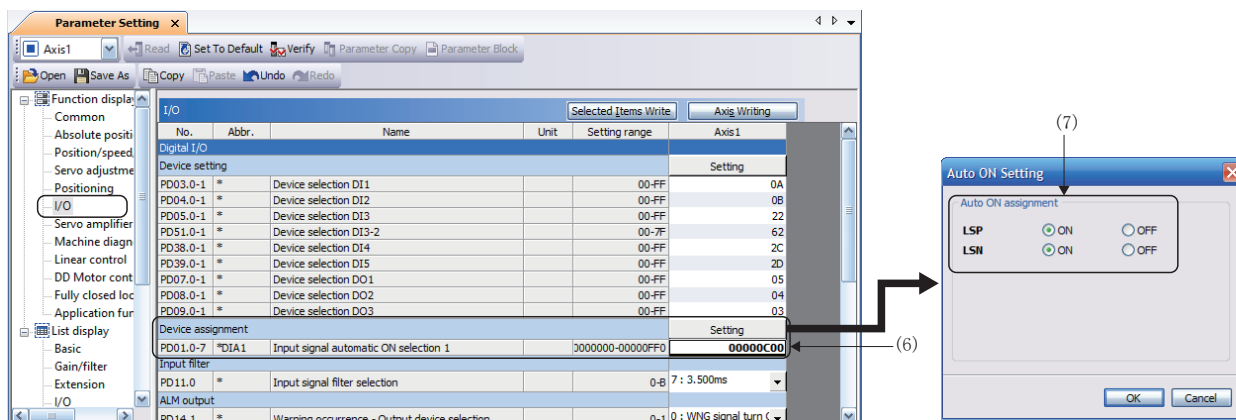 Parameter Setting
Axis1 Read Set To Default Verify Parameter Copy Parameter Block
Open Save As Copy Paste Undo Redo
Function display
Common
Absolute positi
Position/speed
Servo adjustme
Positioning
I/O
Servo amplifier
Machine diagn
Linear control
DD Motor cont
Fully closed loc
Application fun
List display
Basic
Gain/filter
Extension
I/O
I/O Selected Items Write Axis Writing
No. Abbr. Name Unit Setting range Axis1
Digital I/O
Device setting Setting
PD03.0-1 * Device selection DI1 00-FF 0A
PD04.0-1 * Device selection DI2 00-FF 0B
PD05.0-1 * Device selection DI3 00-FF 22
PD51.0-1 * Device selection DI3-2 00-7F 62
PD38.0-1 * Device selection DI4 00-FF 2C
PD39.0-1 * Device selection DI5 00-FF 2D
PD07.0-1 * Device selection DO1 00-FF 05
PD08.0-1 * Device selection DO2 00-FF 04
PD09.0-1 * Device selection DO3 00-FF 03
Device assignment Setting
PD01.0-7 *DIA1 Input signal automatic ON selection 1 0000000-00000FF0 00000C00
Input filter
PD11.0 * Input signal filter selection 0-B 7 : 3.500ms
ALM output
PD14.1 * Warning occurrence - Output device selection 0-1 0 : WNG signal turn (
(6)
(7)
Auto ON Setting
Auto ON assignment
LSP ON OFF
LSN ON OFF
OK Cancel